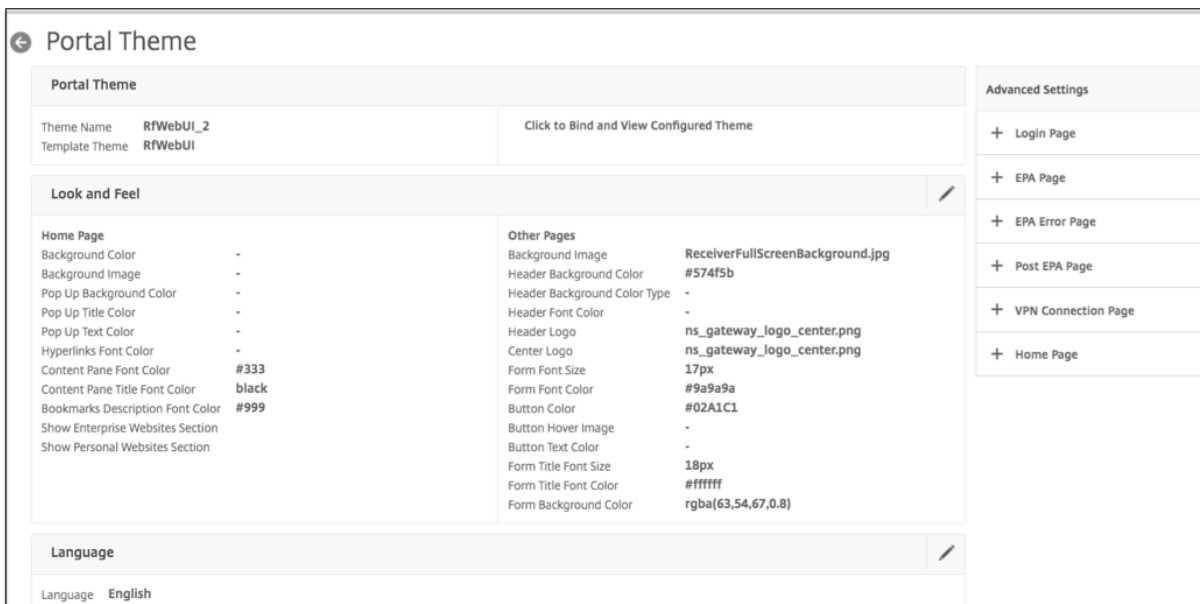 Portal Theme
Portal Theme
Theme Name RfWebUI_2
Template Theme RfWebUI
Click to Bind and View Configured Theme
Look and Feel
Home Page
Background Color -
Background Image -
Pop Up Background Color -
Pop Up Title Color -
Pop Up Text Color -
Hyperlinks Font Color -
Content Pane Font Color #333
Content Pane Title Font Color black
Bookmarks Description Font Color #999
Show Enterprise Websites Section
Show Personal Websites Section
Other Pages
Background Image ReceiverFullScreenBackground.jpg
Header Background Color #574f5b
Header Background Color Type -
Header Font Color -
Header Logo ns_gateway_logo_center.png
Center Logo ns_gateway_logo_center.png
Form Font Size 17px
Form Font Color #9a9a9a
Button Color #02A1C1
Button Hover Image -
Button Text Color -
Form Title Font Size 18px
Form Title Font Color #ffffff
Form Background Color rgba(63,54,67,0.8)
Language
Language English
Advanced Settings
+ Login Page
+ EPA Page
+ EPA Error Page
+ Post EPA Page
+ VPN Connection Page
+ Home Page